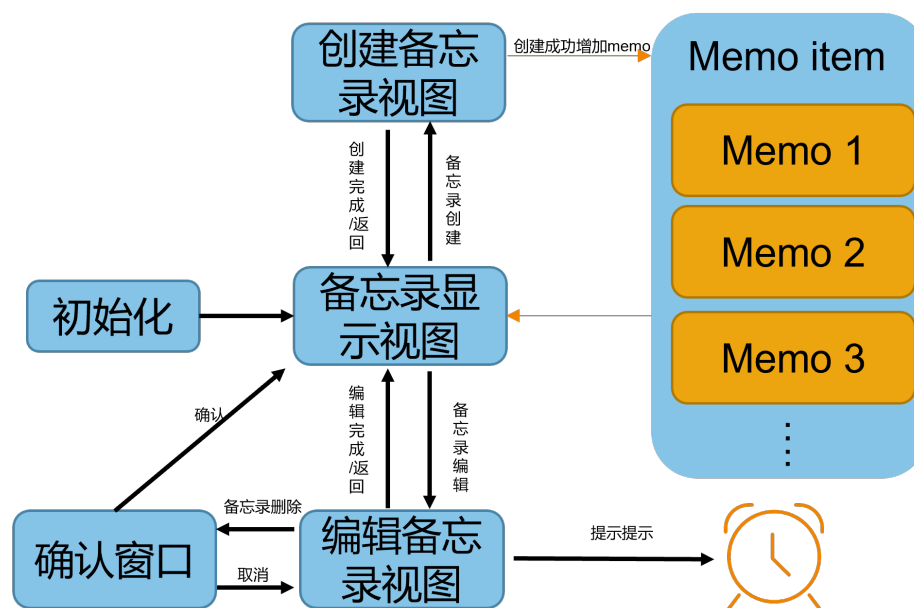 创建备忘
录视图
创建成功增加memo
Memo item
Memo 1
Memo 2
Memo 3
创建完成/返回
备忘录创建
初始化
备忘录显
示视图
确认
编辑完成/返回
备忘录编辑
备忘录删除
确认窗口
取消
编辑备忘
录视图
提示提示